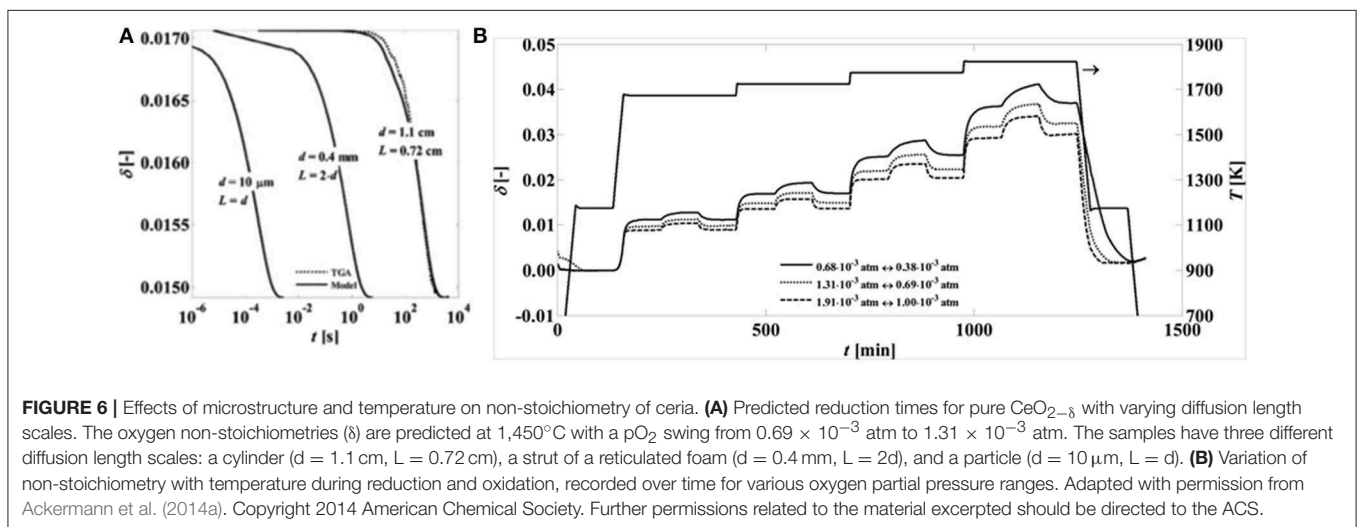 A
0.0170
0.0165
0.0160
0.0155
0.0150
δ [-]
d = 10 μm
L = d
d = 0.4 mm
L = 2·d
d = 1.1 cm
L = 0.72 cm
TGA
Model
10⁻⁶ 10⁻⁴ 10⁻² 10⁰ 10² 10⁴
t [s]
B
0.05
0.04
0.03
0.02
0.01
0.00
-0.01
δ [-]
1900
1700
1500
1300
1100
900
700
T [K]
0.68·10⁻³ atm ↔ 0.38·10⁻³ atm
1.31·10⁻³ atm ↔ 0.69·10⁻³ atm
1.91·10⁻³ atm ↔ 1.00·10⁻³ atm
0 500 1000 1500
t [min]
FIGURE 6 | Effects of microstructure and temperature on non-stoichiometry of ceria. (A) Predicted reduction times for pure CeO₂₋δ with varying diffusion length
scales. The oxygen non-stoichiometries (δ) are predicted at 1,450°C with a pO₂ swing from 0.69 × 10⁻³ atm to 1.31 × 10⁻³ atm. The samples have three different
diffusion length scales: a cylinder (d = 1.1 cm, L = 0.72 cm), a strut of a reticulated foam (d = 0.4 mm, L = 2d), and a particle (d = 10 μm, L = d). (B) Variation of
non-stoichiometry with temperature during reduction and oxidation, recorded over time for various oxygen partial pressure ranges. Adapted with permission from
Ackermann et al. (2014a). Copyright 2014 American Chemical Society. Further permissions related to the material excerpted should be directed to the ACS.